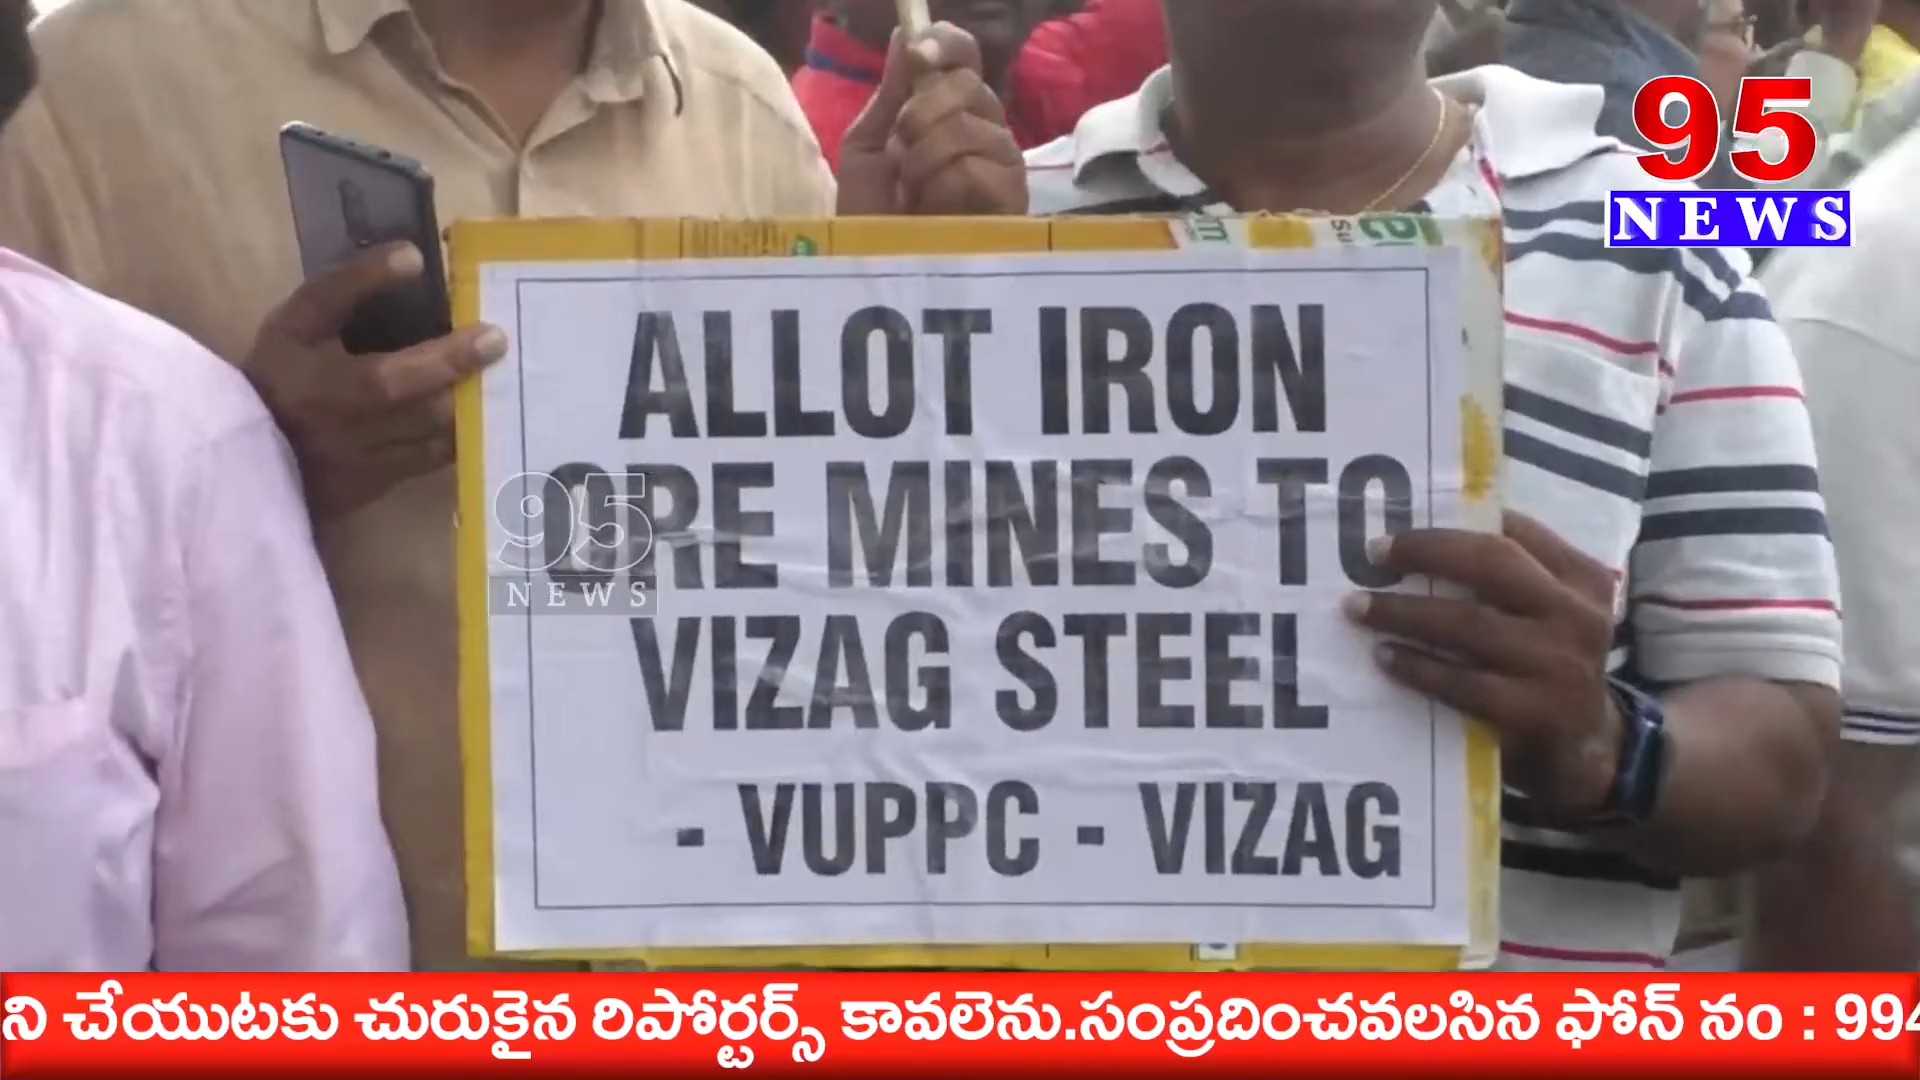 95
NEWS
ALLOT IRON
ORE MINES TO
VIZAG STEEL
- VUPPC - VIZAG
95
NEWS
ని చేయుటకు చురుకైన రిపోర్టర్స్ కావలెను.సంప్రదించవలసిన ఫోన్ నం : 994